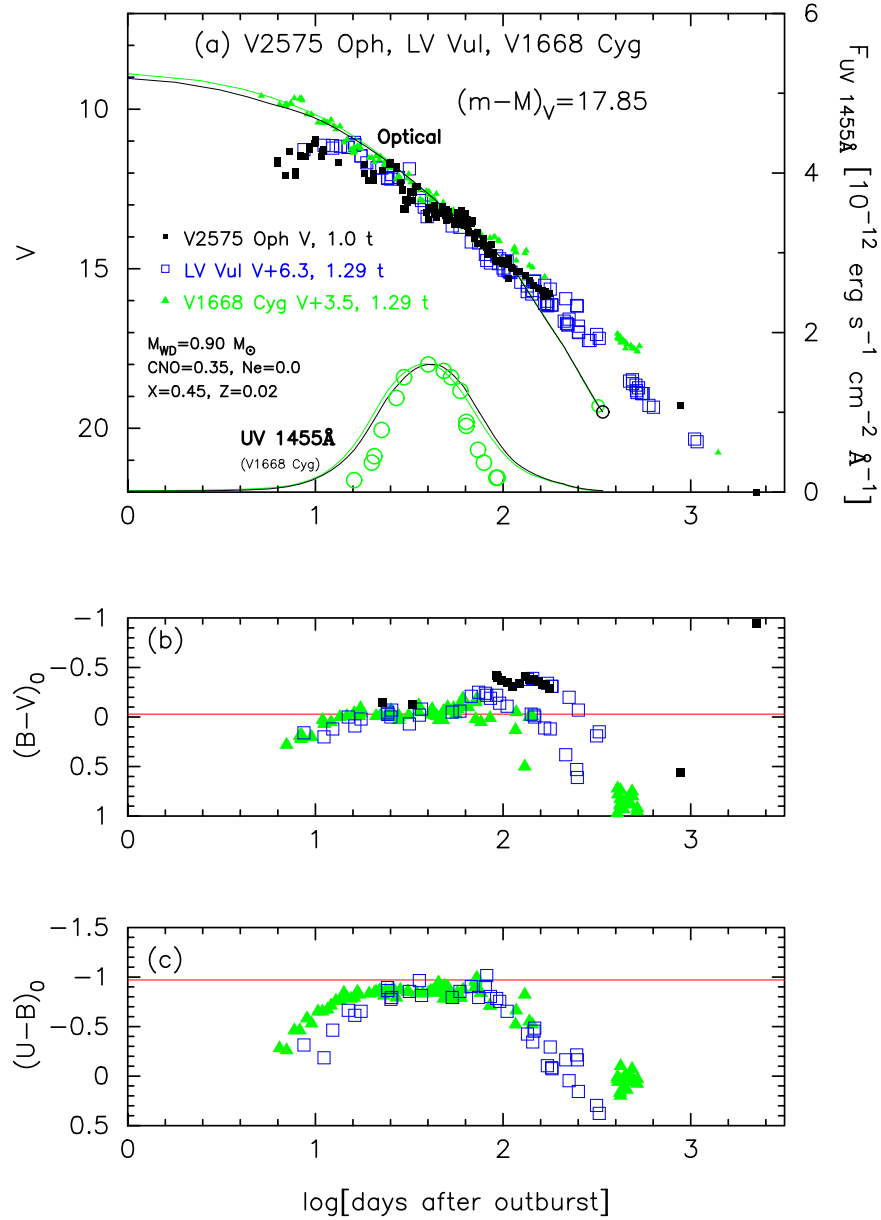 (a) V2575 Oph, LV Vul, V1668 Cyg
(m−M)V=17.85
Optical
V2575 Oph V, 1.0 t
LV Vul V+6.3, 1.29 t
V1668 Cyg V+3.5, 1.29 t
MWD=0.90 M⊙
CNO=0.35, Ne=0.0
X=0.45, Z=0.02
UV 1455Å
(V1668 Cyg)
V
10
15
20
6
4
2
0
FUV 1455Å [10−12 erg s−1 cm−2 Å−1]
0 1 2 3
(b)
(B−V)0
−1
−0.5
0
0.5
1
0 1 2 3
(c)
(U−B)0
−1.5
−1
−0.5
0
0.5
0 1 2 3
log[days after outburst]